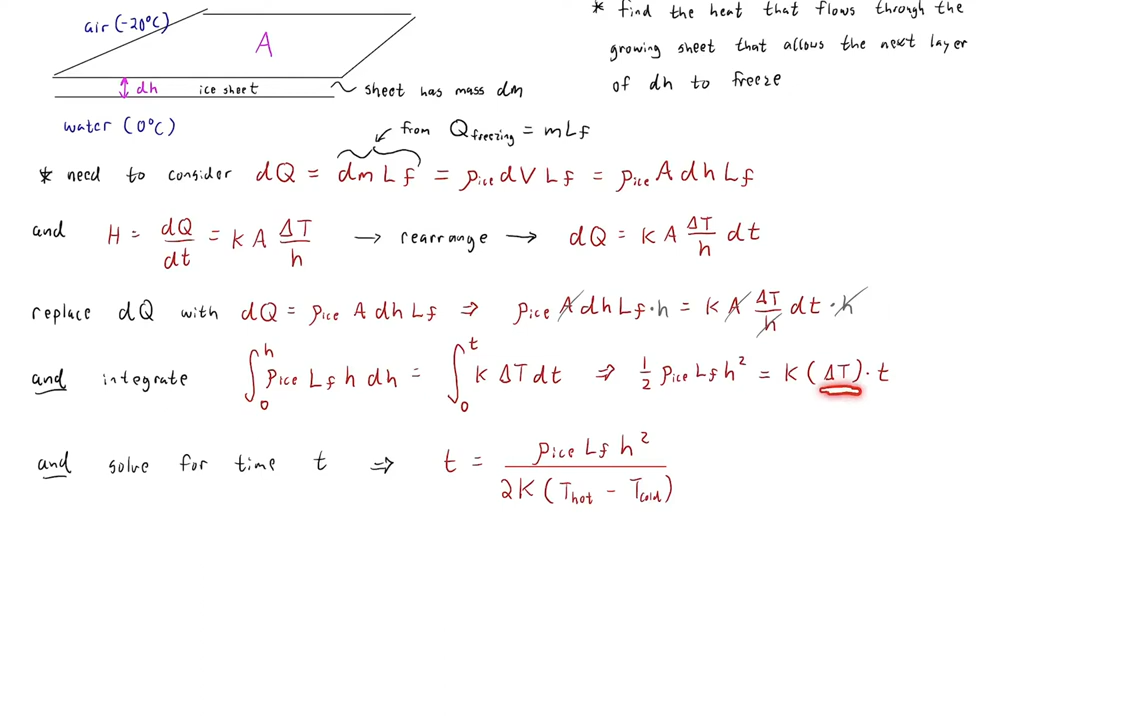 * find the heat that flows through the
growing sheet that allows the next layer
of dh to freeze
air (-20°C)
A
dh ice sheet
sheet has mass dm
water (0°C)
from Q freezing = mLf
* need to consider dQ = dm Lf = ρice dV Lf = ρice A dh Lf
and H = dQ/dt = k A ΔT/h → rearrange → dQ = k A ΔT/h dt
replace dQ with dQ = ρice A dh Lf ⇒ ρice A dh Lf · h = k A ΔT/h dt · h
and integrate ∫₀ʰ ρice Lf h dh = ∫₀ᵗ k ΔT dt ⇒ 1/2 ρice Lf h² = k (ΔT) · t
and solve for time t ⇒ t = ρice Lf h² / 2k (Thot - Tcold)